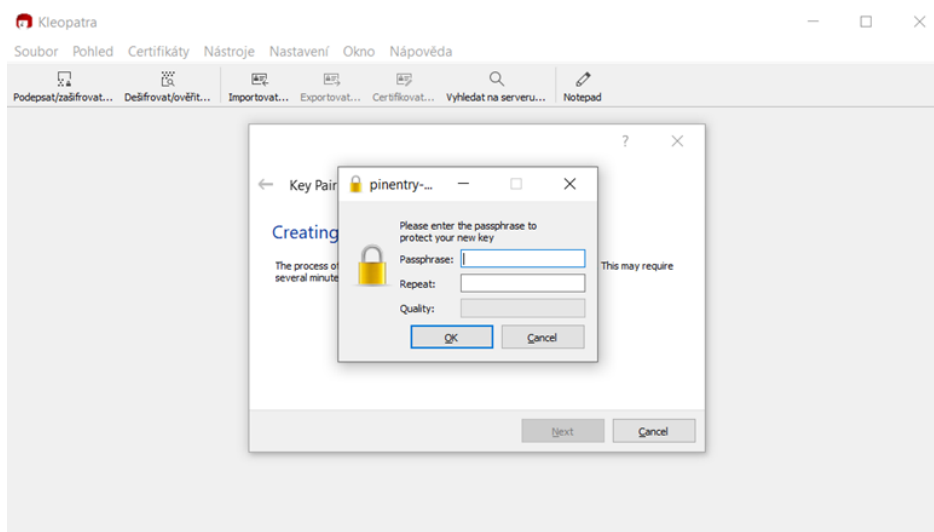 Kleopatra
Soubor Pohled Certifikáty Nástroje Nastavení Okno Nápověda
Podepsat/zašifrovat... Dešifrovat/ověřit... Importovat... Exportovat... Certifikovat... Vyhledat na serveru... Notepad
?
Key Pair
pinentry-...
Creating
Please enter the passphrase to
protect your new key
The process of
This may require
several minute
Passphrase:
Repeat:
Quality:
OK Cancel
Next Cancel